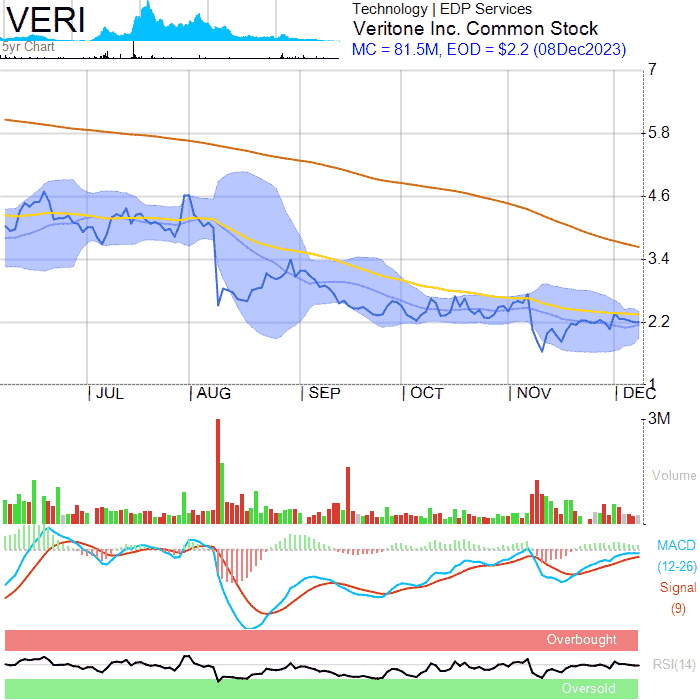 VERI
5yr Chart
Technology | EDP Services
Veritone Inc. Common Stock
MC = 81.5M, EOD = $2.2 (08Dec2023)
7
5.8
4.6
3.4
2.2
1
JUL AUG SEP OCT NOV DEC
3M
Volume
MACD
(12-26)
Signal
(9)
Overbought
RSI(14)
Oversold